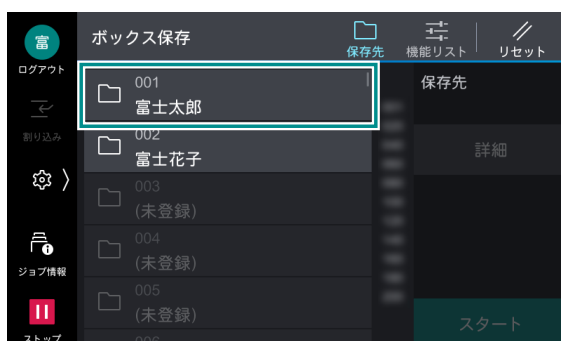 富
ログアウト
割り込み
ジョブ情報
ストップ
ボックス保存
保存先
機能リスト
リセット
001
富士太郎
002
富士花子
003
(未登録)
004
(未登録)
005
(未登録)
保存先
詳細
スタート